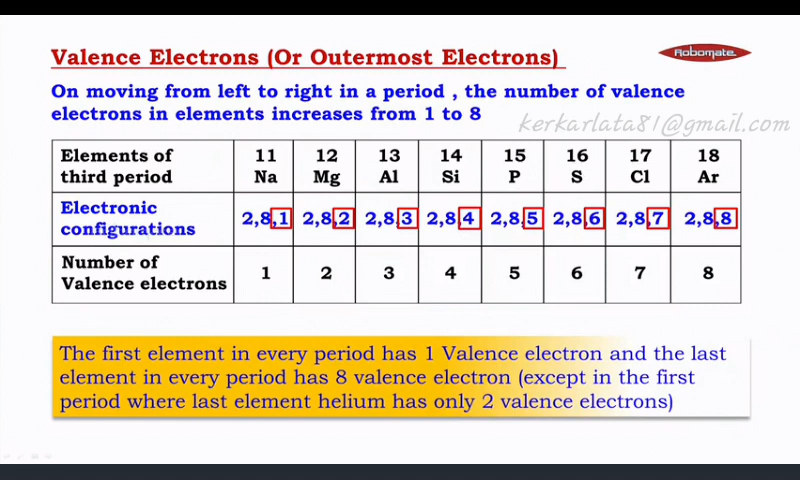 Valence Electrons (Or Outermost Electrons)
Robomate
On moving from left to right in a period , the number of valence
electrons in elements increases from 1 to 8
kerkarlata81@gmail.com
Elements of third period 11 Na 12 Mg 13 Al 14 Si 15 P 16 S 17 Cl 18 Ar
Electronic configurations 2,8,1 2,8,2 2,8,3 2,8,4 2,8,5 2,8,6 2,8,7 2,8,8
Number of Valence electrons 1 2 3 4 5 6 7 8
The first element in every period has 1 Valence electron and the last
element in every period has 8 valence electron (except in the first
period where last element helium has only 2 valence electrons)